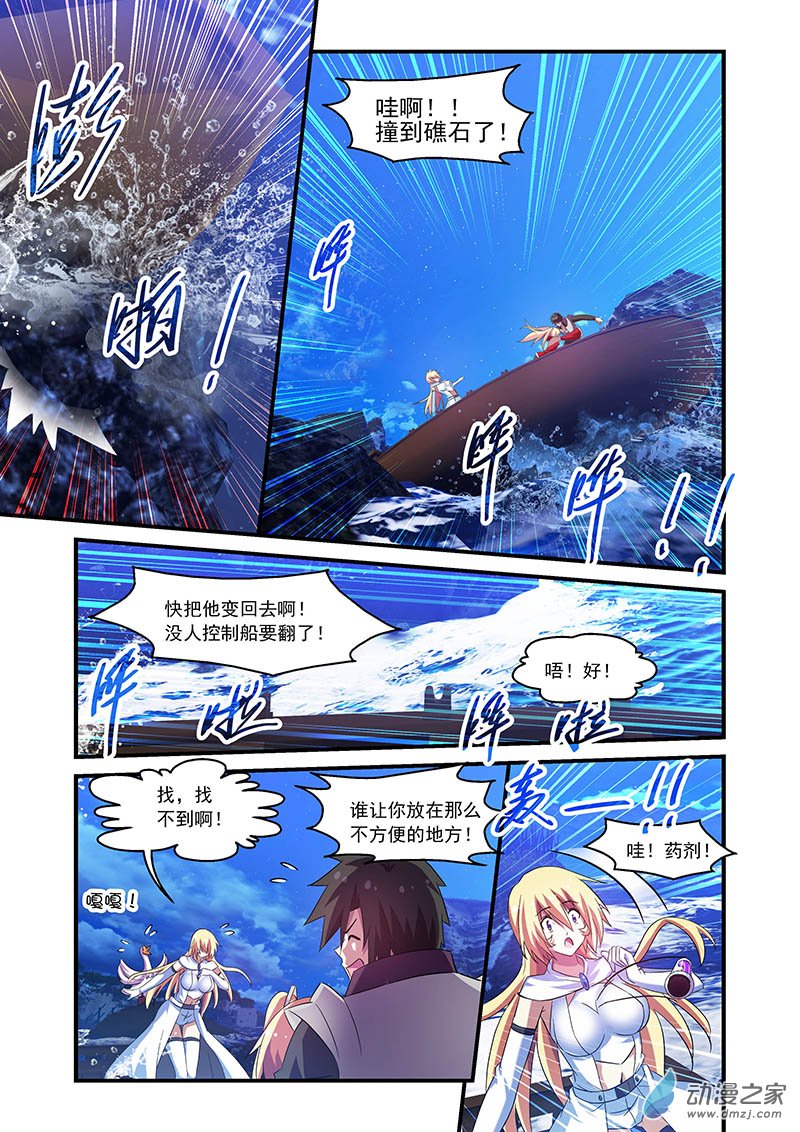 澎
啪！
哇啊！！
撞到礁石了！
哗
哗
哗！！
快把他变回去啊！
没人控制船要翻了！
唔！好！
哗
啦
哗
啦
找，找
不到啊！
谁让你放在那么
不方便的地方！
嘎嘎！
轰—！！
哇！药剂！
动漫之家
www.dmzj.com